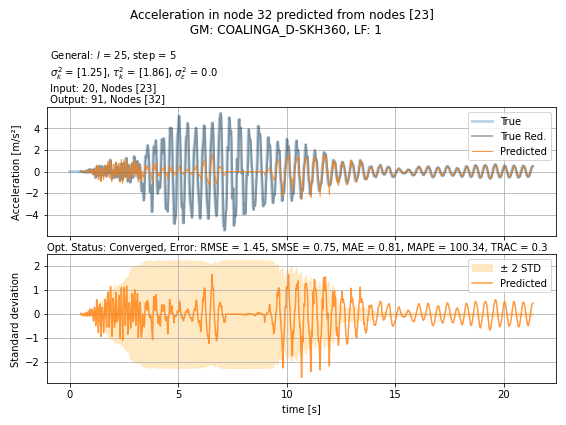 Acceleration in node 32 predicted from nodes [23]
GM: COALINGA_D-SKH360, LF: 1
General: l = 25, step = 5
σ²ₖ = [1.25], τ²ₖ = [1.86], σ²ε = 0.0
Input: 20, Nodes [23]
Output: 91, Nodes [32]
True
True Red.
Predicted
Acceleration [m/s²]
4
2
0
−2
−4
Opt. Status: Converged, Error: RMSE = 1.45, SMSE = 0.75, MAE = 0.81, MAPE = 100.34, TRAC = 0.3
± 2 STD
Predicted
Standard deviation
2
1
0
−1
−2
0 5 10 15 20
time [s]